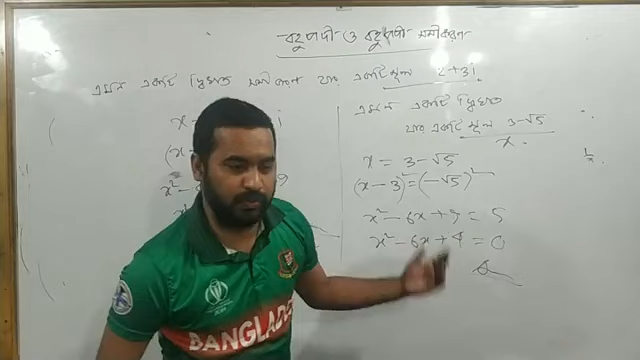 বহুপদী ও বহুপদী সমীকরণ
এমন একটি দ্বিঘাত সমীকরণ যার একটি মূল 2+3i
এমন একটি দ্বিঘাত
যার একটি মূল 3-√5
x
x = 3-√5
(x-3)² = (-√5)²
x² - 6x + 9 = 5
x² - 6x + 4 = 0
BANGLADESH